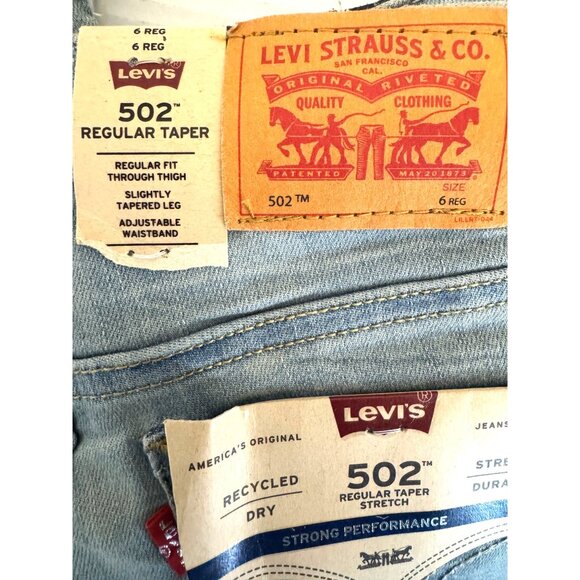 6 REG
6 REG
LEVI'S
502™
REGULAR TAPER
REGULAR FIT
THROUGH THIGH
SLIGHTLY
TAPERED LEG
ADJUSTABLE
WAISTBAND
LEVI STRAUSS & CO.
SAN FRANCISCO
CAL.
ORIGINAL RIVETED
QUALITY CLOTHING
PATENTED MAY 20 1873
SIZE
502™ 6 REG
LEVI'S®
AMERICA'S ORIGINAL JEANS
RECYCLED
DRY
502™
REGULAR TAPER
STRETCH
STRONG PERFORMANCE